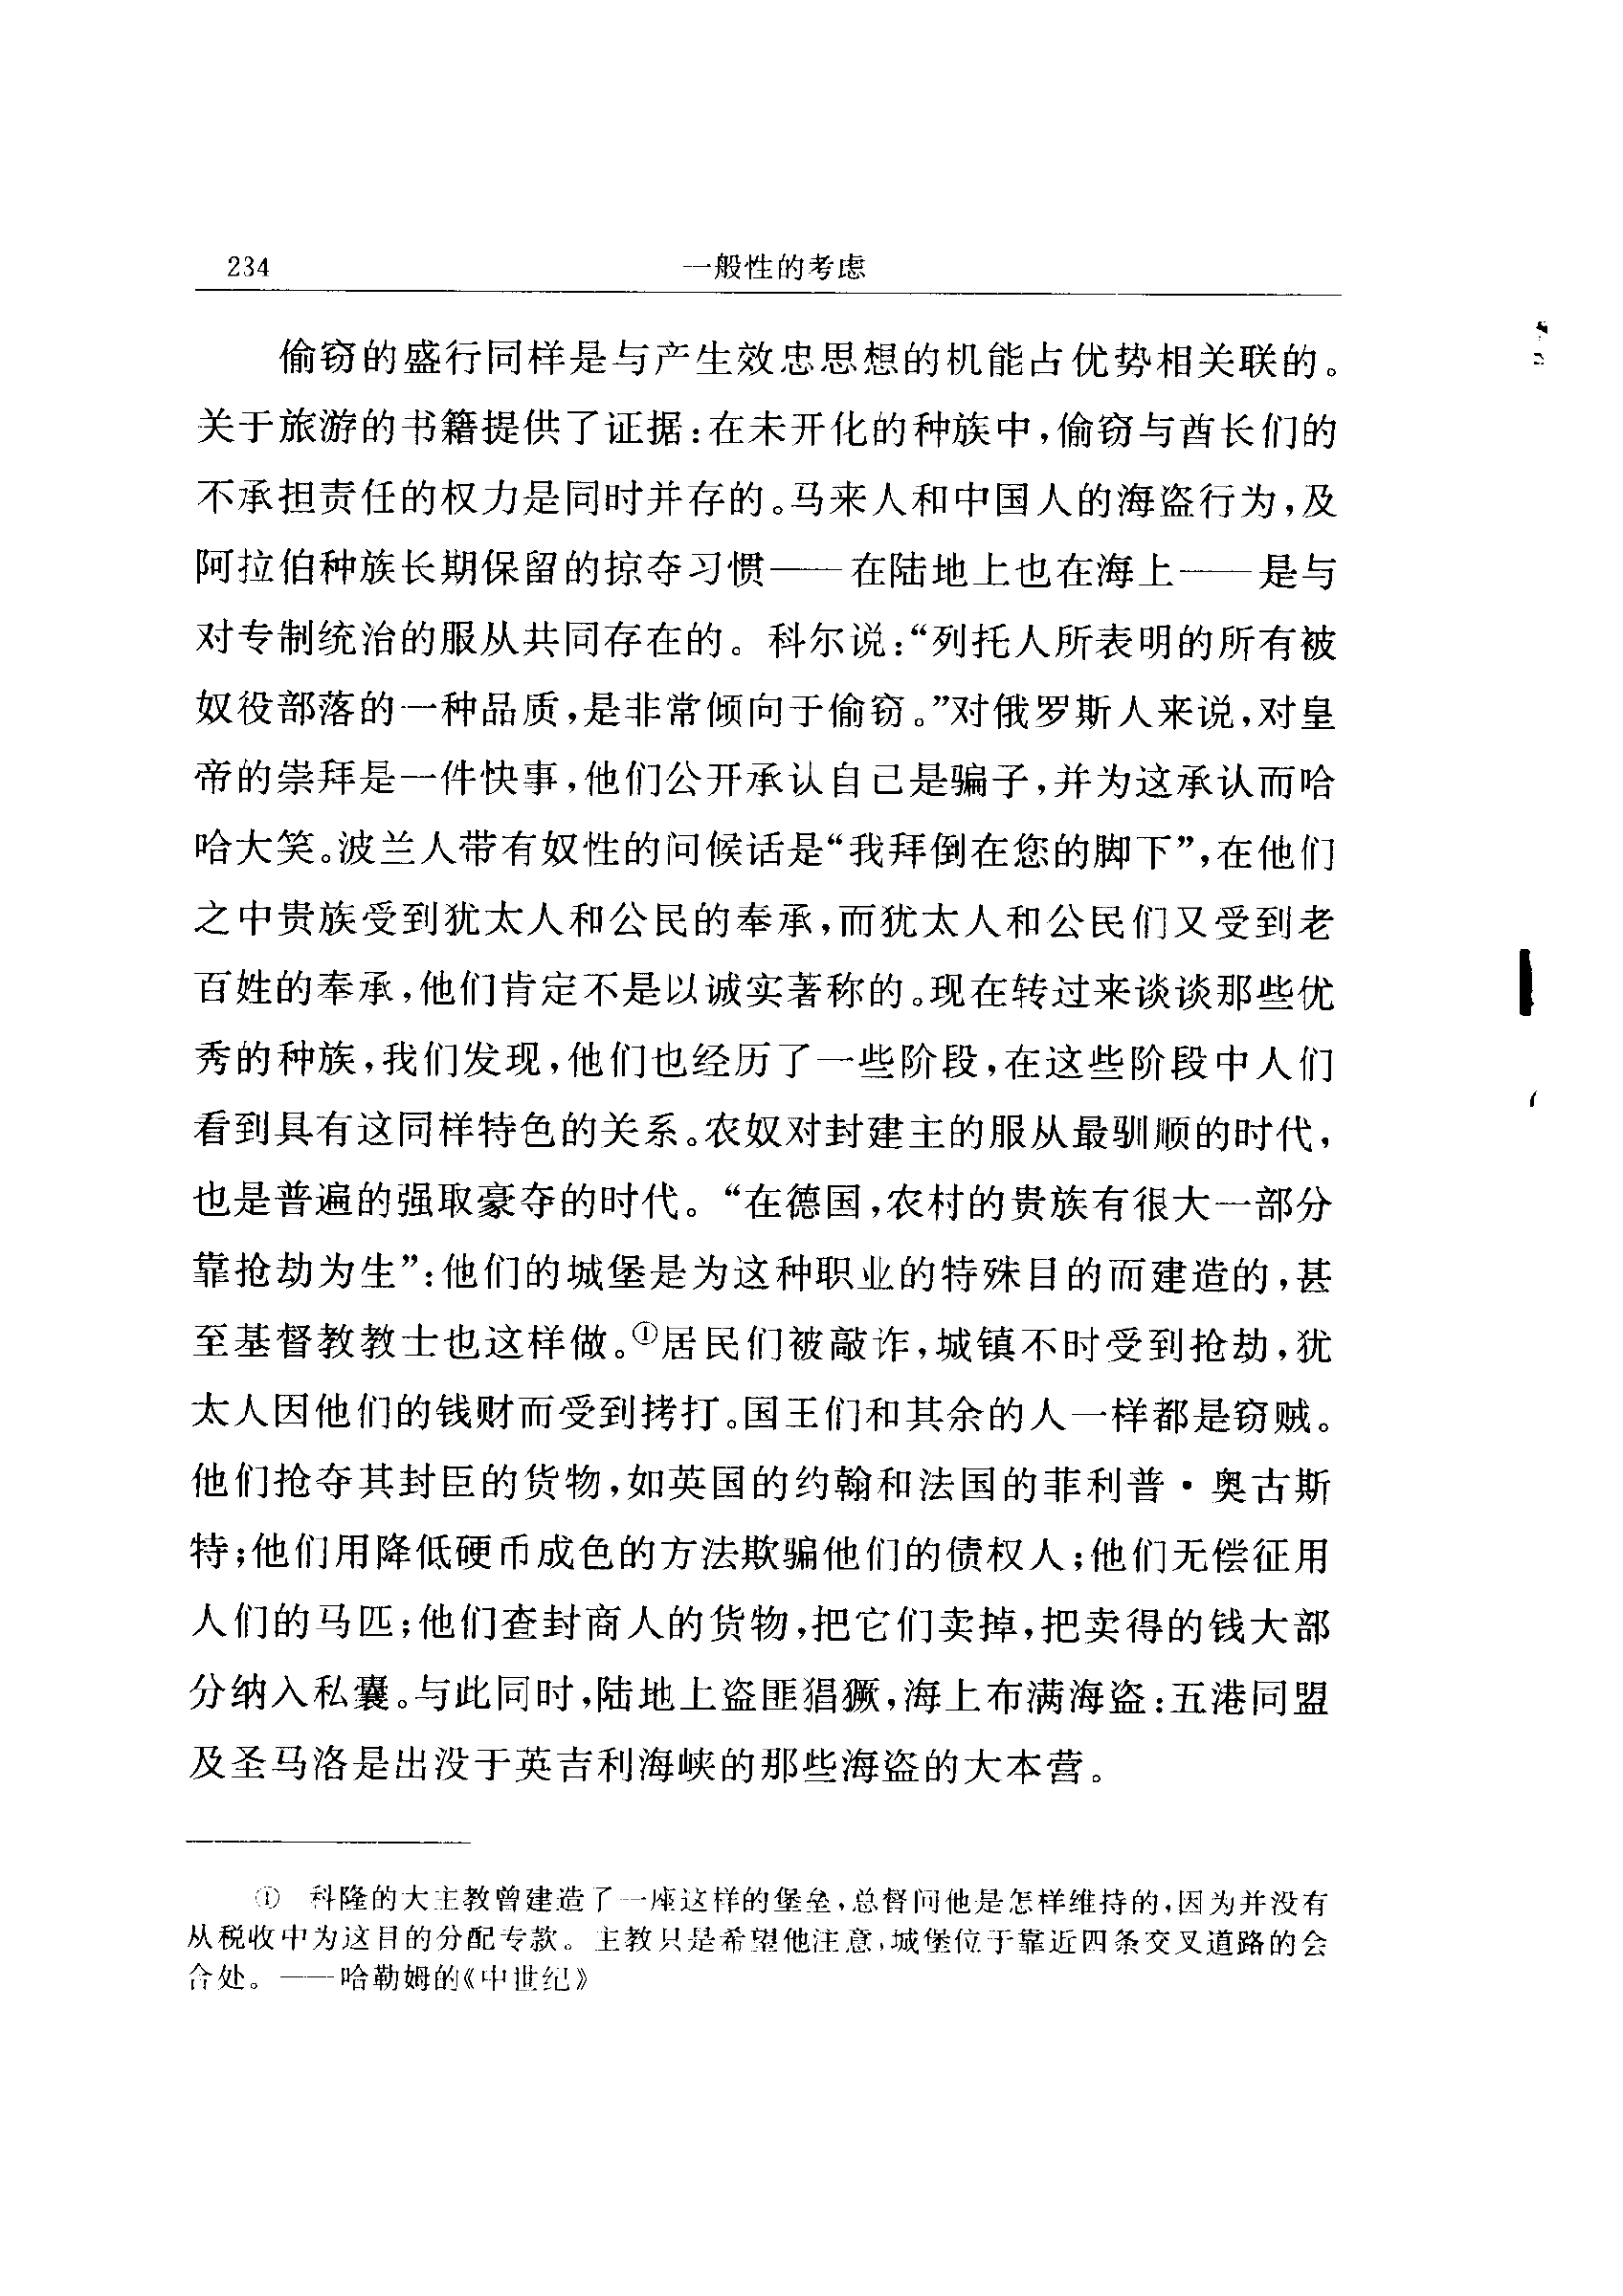 234 一般性的考虑
偷窃的盛行同样是与产生效忠思想的机能占优势相关联的。
关于旅游的书籍提供了证据:在未开化的种族中,偷窃与酋长们的
不承担责任的权力是同时并存的。马来人和中国人的海盗行为,及
阿拉伯种族长期保留的掠夺习惯——在陆地上也在海上——是与
对专制统治的服从共同存在的。科尔说:“列托人所表明的所有被
奴役部落的一种品质,是非常倾向于偷窃。”对俄罗斯人来说,对皇
帝的崇拜是一件快事,他们公开承认自己是骗子,并为这承认而哈
哈大笑。波兰人带有奴性的问候话是“我拜倒在您的脚下”,在他们
之中贵族受到犹太人和公民的奉承,而犹太人和公民们又受到老
百姓的奉承,他们肯定不是以诚实著称的。现在转过来谈谈那些优
秀的种族,我们发现,他们也经历了一些阶段,在这些阶段中人们
看到具有这同样特色的关系。农奴对封建主的服从最驯顺的时代,
也是普遍的强取豪夺的时代。“在德国,农村的贵族有很大一部分
靠抢劫为生”:他们的城堡是为这种职业的特殊目的而建造的,甚
至基督教教士也这样做。①居民们被敲诈,城镇不时受到抢劫,犹
太人因他们的钱财而受到拷打。国王们和其余的人一样都是窃贼。
他们抢夺其封臣的货物,如英国的约翰和法国的菲利普·奥古斯
特;他们用降低硬币成色的方法欺骗他们的债权人;他们无偿征用
人们的马匹;他们查封商人的货物,把它们卖掉,把卖得的钱大部
分纳入私囊。与此同时,陆地上盗匪猖獗,海上布满海盗:五港同盟
及圣马洛是出没于英吉利海峡的那些海盗的大本营。
① 科隆的大主教曾建造了一座这样的堡垒,总督问他是怎样维持的,因为并没有
从税收中为这目的分配专款。主教只是希望他注意,城堡位于靠近四条交叉道路的会
合处。——哈勒姆的《中世纪》